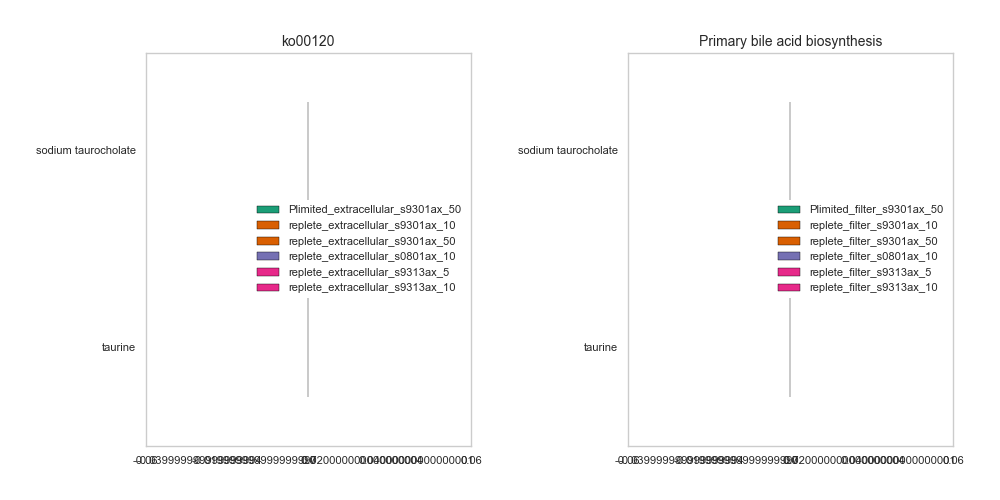 ko00120
Primary bile acid biosynthesis
sodium taurocholate
sodium taurocholate
Plimited_extracellular_s9301ax_50
replete_extracellular_s9301ax_10
replete_extracellular_s9301ax_50
replete_extracellular_s0801ax_10
replete_extracellular_s9313ax_5
replete_extracellular_s9313ax_10
Plimited_filter_s9301ax_50
replete_filter_s9301ax_10
replete_filter_s9301ax_50
replete_filter_s0801ax_10
replete_filter_s9313ax_5
replete_filter_s9313ax_10
taurine
taurine